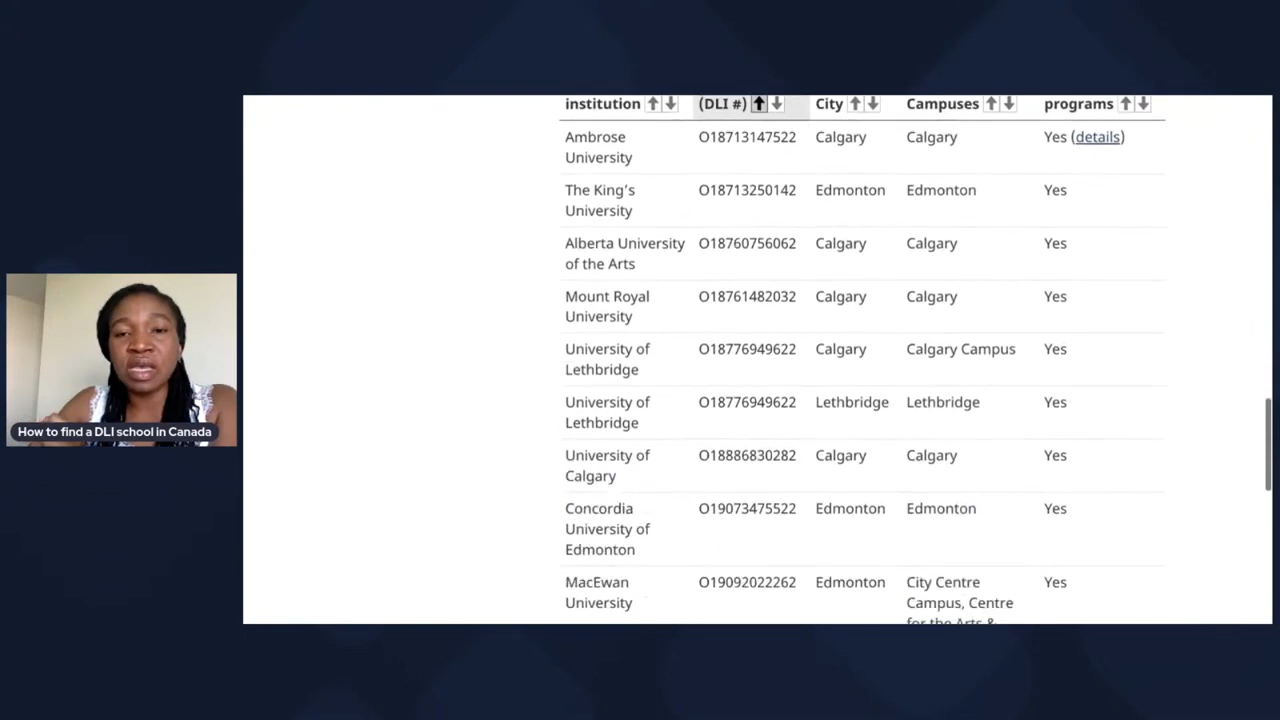 institution (DLI #) City Campuses programs
Ambrose O18713147522 Calgary Calgary Yes (details)
University
The King's O18713250142 Edmonton Edmonton Yes
University
Alberta University O18760756062 Calgary Calgary Yes
of the Arts
Mount Royal O18761482032 Calgary Calgary Yes
University
University of O18776949622 Calgary Calgary Campus Yes
Lethbridge
University of O18776949622 Lethbridge Lethbridge Yes
Lethbridge
University of O18886830282 Calgary Calgary Yes
Calgary
Concordia O19073475522 Edmonton Edmonton Yes
University of
Edmonton
MacEwan O19092022262 Edmonton City Centre Yes
University Campus, Centre
for the Arts &
How to find a DLI school in Canada